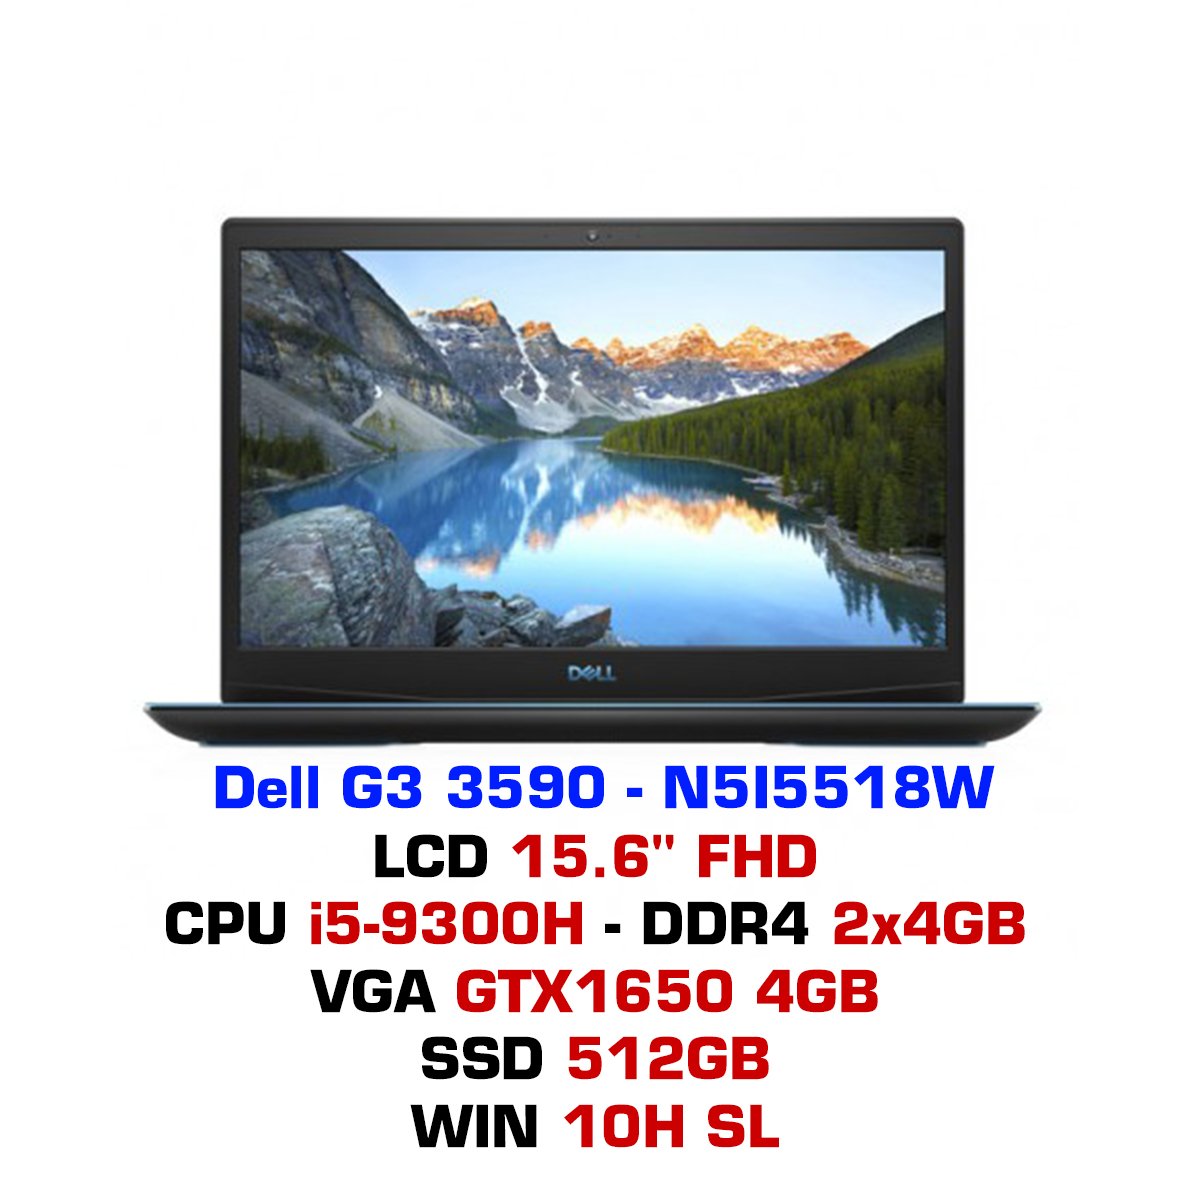 DELL
Dell G3 3590 - N5I5518W
LCD 15.6" FHD
CPU i5-9300H - DDR4 2x4GB
VGA GTX1650 4GB
SSD 512GB
WIN 10H SL